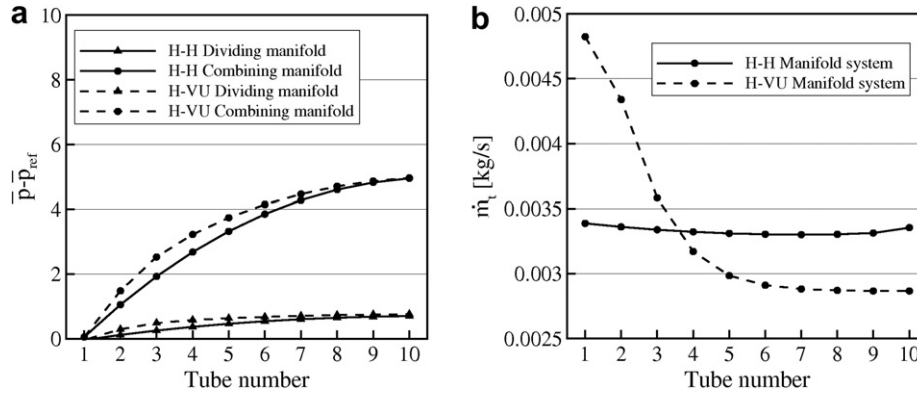 a
10
8
6
4
2
0
p-p_ref
H-H Dividing manifold
H-H Combining manifold
H-VU Dividing manifold
H-VU Combining manifold
1 2 3 4 5 6 7 8 9 10
Tube number
b
0.005
0.0045
0.004
0.0035
0.003
0.0025
ṁ_t [kg/s]
H-H Manifold system
H-VU Manifold system
1 2 3 4 5 6 7 8 9 10
Tube number